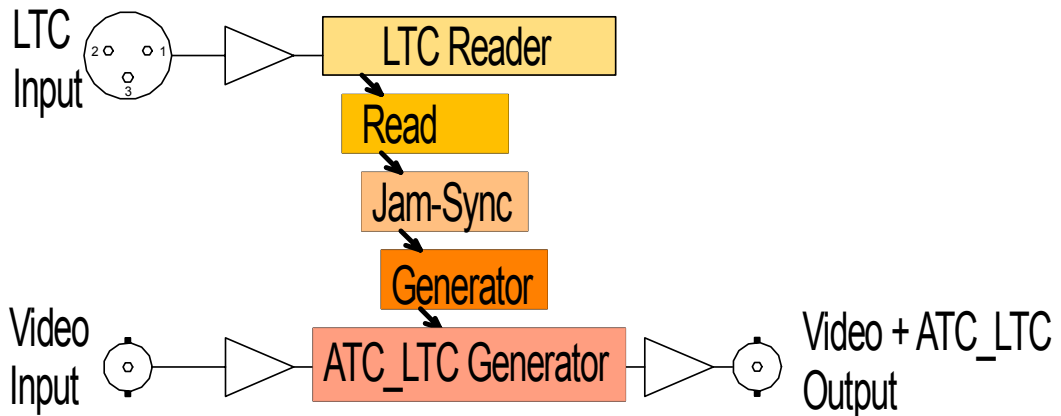 LTC
Input
2 1
3
LTC Reader
Read
Jam-Sync
Generator
Video
Input
ATC_LTC Generator
Video + ATC_LTC
Output